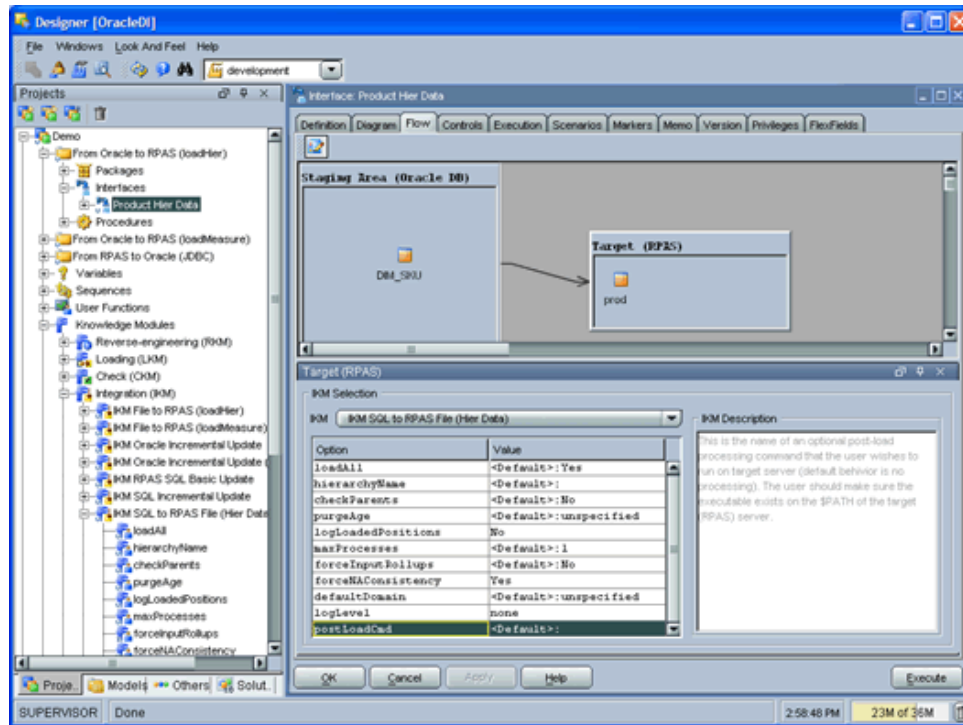 Designer [OracleDI]
File Windows Look And Feel Help
development
Projects
Demo
From Oracle to RPAS (loadHier)
Packages
Interfaces
Product Hier Data
Procedures
From Oracle to RPAS (loadMeasure)
From RPAS to Oracle (JDBC)
Variables
Sequences
User Functions
Knowledge Modules
Reverse-engineering (RKM)
Loading (LKM)
Check (CKM)
Integration (IKM)
IKM File to RPAS (loadHier)
IKM File to RPAS (loadMeasure)
IKM Oracle Incremental Update
IKM Oracle Incremental Update (
IKM RPAS SQL Basic Update
IKM SQL Incremental Update
IKM SQL to RPAS File (Hier Data
loadAll
hierarchyName
checkParents
purgeAge
logLoadedPositions
maxProcesses
forceInputRollups
forceNAConsistency
Proje.. Models Others Solut.
Interface: Product Hier Data
Definition Diagram Flow Controls Execution Scenarios Markers Memo Version Privileges FlexFields
Staging Area (Oracle DB)
DIM_SKU
Target (RPAS)
prod
Target (RPAS)
IKM Selection
IKM IKM SQL to RPAS File (Hier Data)
Option Value
loadAll <Default>:Yes
hierarchyName <Default>:
checkParents <Default>:No
purgeAge <Default>:unspecified
logLoadedPositions No
maxProcesses <Default>:1
forceInputRollups <Default>:No
forceNAConsistency Yes
defaultDomain <Default>:unspecified
logLevel none
postLoadCmd <Default>:
IKM Description
This is the name of an optional post-load
processing command that the user wishes to
run on target server (default behivior is no
processing). The user should make sure the
executable exists on the $PATH of the target
(RPAS) server.
OK Cancel Apply Help Execute
SUPERVISOR Done 2:58:48 PM 23M of 36M